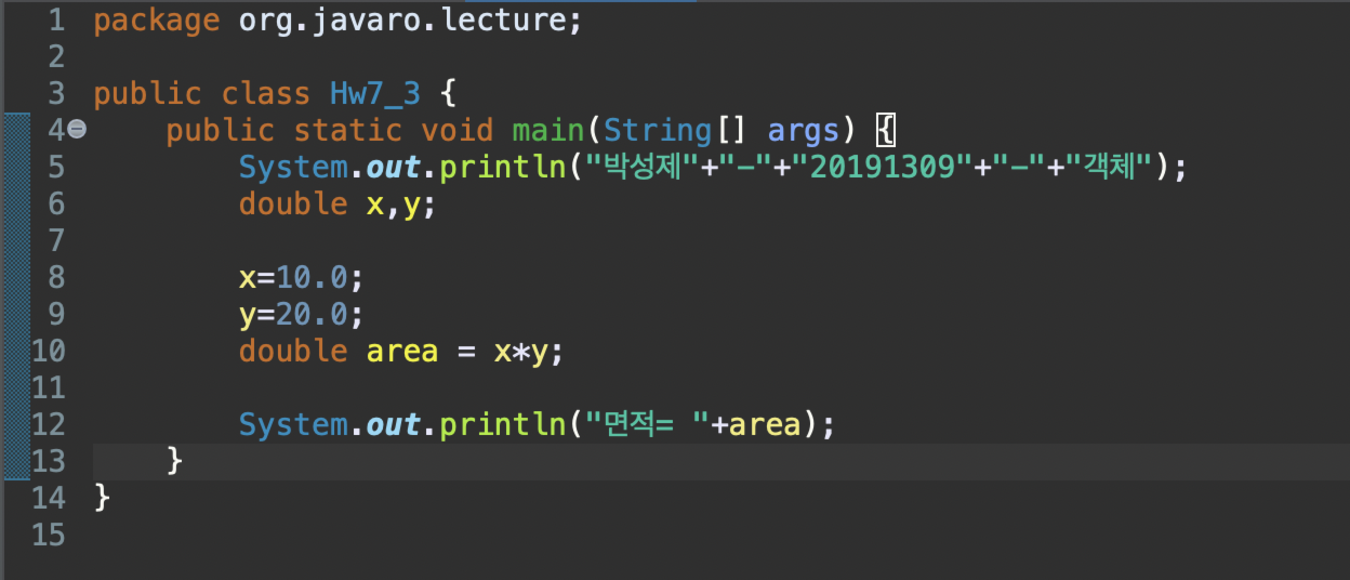 1 package org.javaro.lecture;
2
3 public class Hw7_3 {
4 public static void main(String[] args) {
5 System.out.println("박성제"+"-"+"20191309"+"-"+"객체");
6 double x,y;
7
8 x=10.0;
9 y=20.0;
10 double area = x*y;
11
12 System.out.println("면적= "+area);
13 }
14 }
15